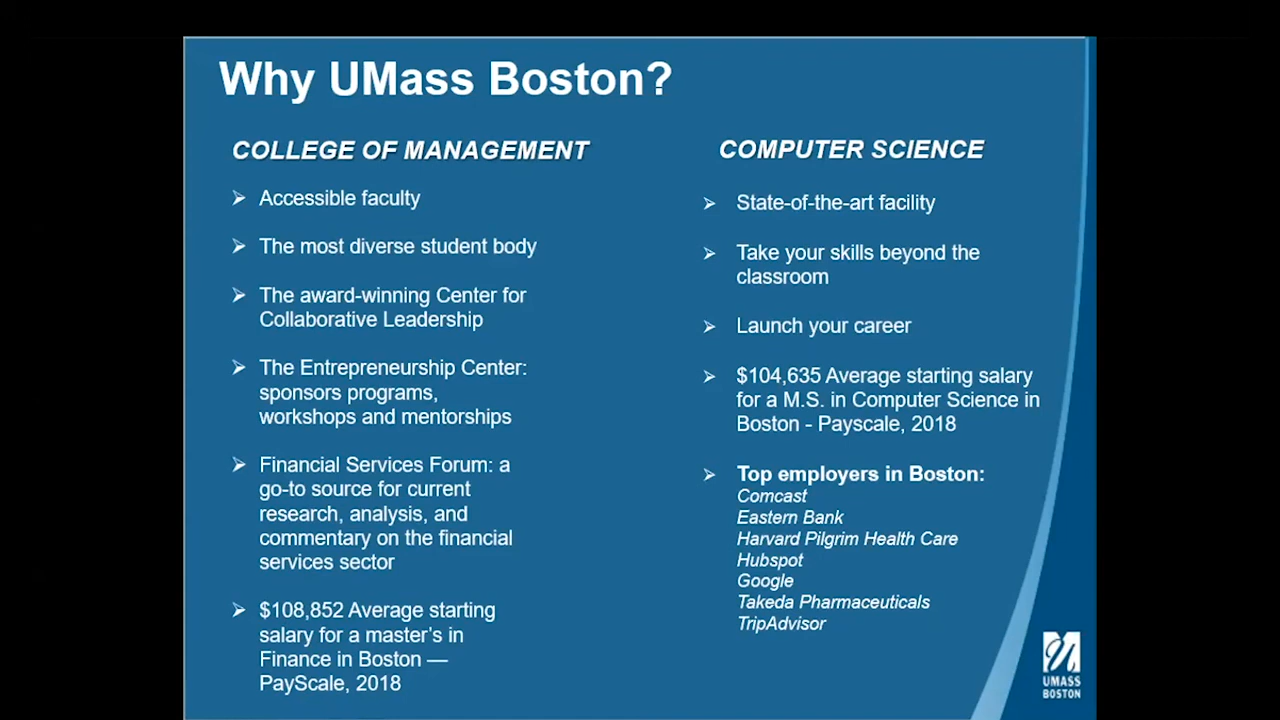 Why UMass Boston?
COLLEGE OF MANAGEMENT
Accessible faculty
The most diverse student body
The award-winning Center for
Collaborative Leadership
The Entrepreneurship Center:
sponsors programs,
workshops and mentorships
Financial Services Forum: a
go-to source for current
research, analysis, and
commentary on the financial
services sector
$108,852 Average starting
salary for a master's in
Finance in Boston —
PayScale, 2018
COMPUTER SCIENCE
State-of-the-art facility
Take your skills beyond the
classroom
Launch your career
$104,635 Average starting salary
for a M.S. in Computer Science in
Boston - Payscale, 2018
Top employers in Boston:
Comcast
Eastern Bank
Harvard Pilgrim Health Care
Hubspot
Google
Takeda Pharmaceuticals
TripAdvisor
UMASS
BOSTON